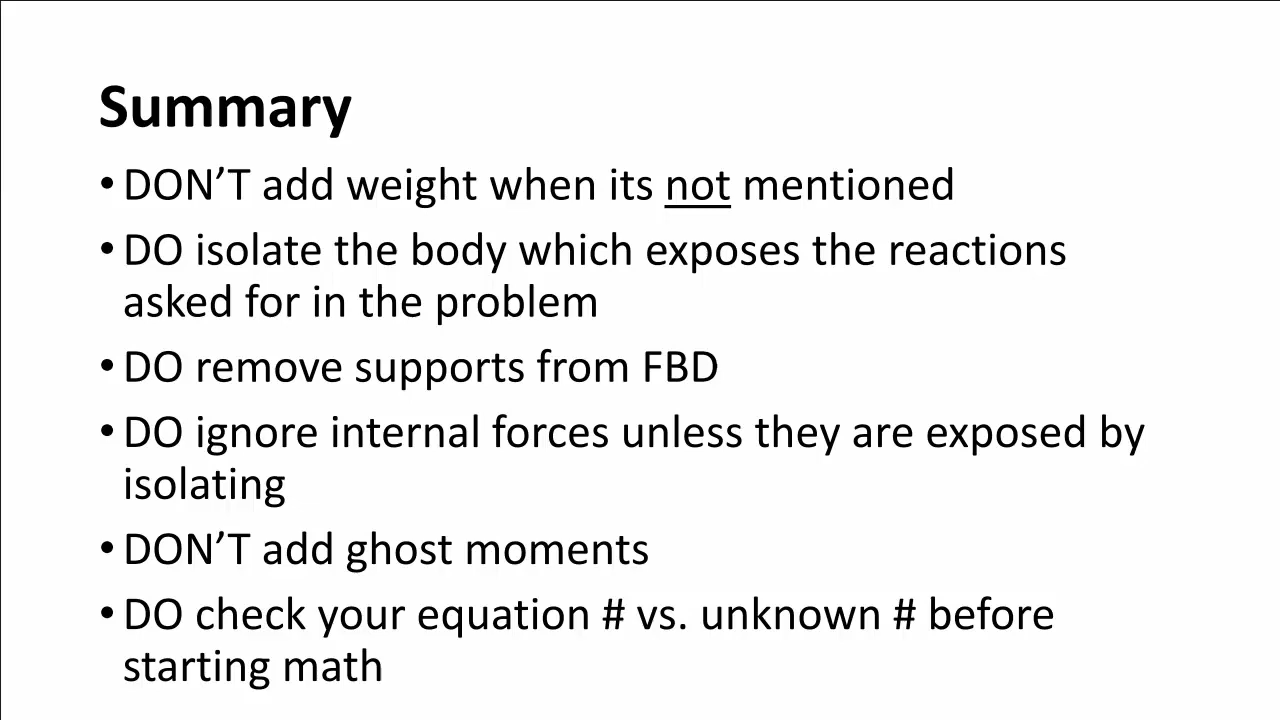 Summary
• DON’T add weight when its not mentioned
• DO isolate the body which exposes the reactions
asked for in the problem
• DO remove supports from FBD
• DO ignore internal forces unless they are exposed by
isolating
• DON’T add ghost moments
• DO check your equation # vs. unknown # before
starting math